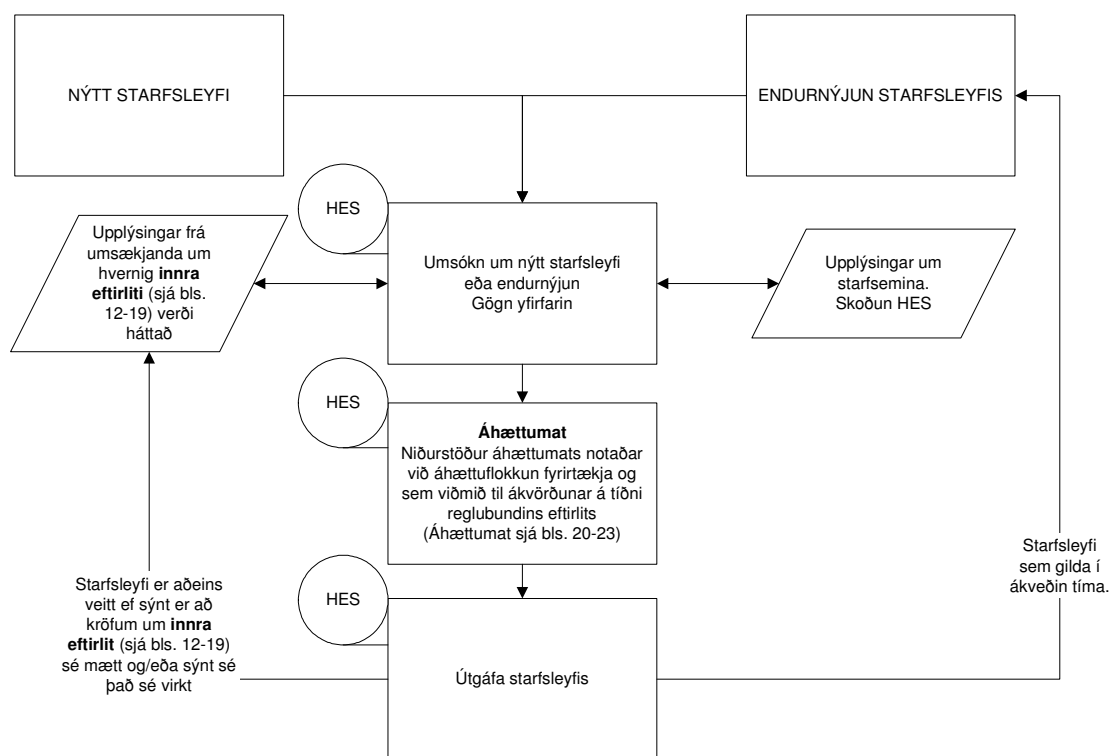 NÝTT STARFSLEYFI
ENDURNÝJUN STARFSLEYFIS
HES
Upplýsingar frá
umsækjanda um
hvernig innra
eftirliti (sjá bls.
12-19) verði
háttað
Umsókn um nýtt starfsleyfi
eða endurnýjun
Gögn yfirfarin
Upplýsingar um
starfsemina.
Skoðun HES
HES
Áhættumat
Niðurstöður áhættumats notaðar
við áhættuflokkun fyrirtækja og
sem viðmið til ákvörðunar á tíðni
reglubundins eftirlits
(Áhættumat sjá bls. 20-23)
Starfsleyfi
sem gilda í
ákveðin tíma.
HES
Starfsleyfi er aðeins
veitt ef sýnt er að
kröfum um innra
eftirlit (sjá bls. 12-19)
sé mætt og/eða sýnt sé
það sé virkt
Útgáfa starfsleyfis